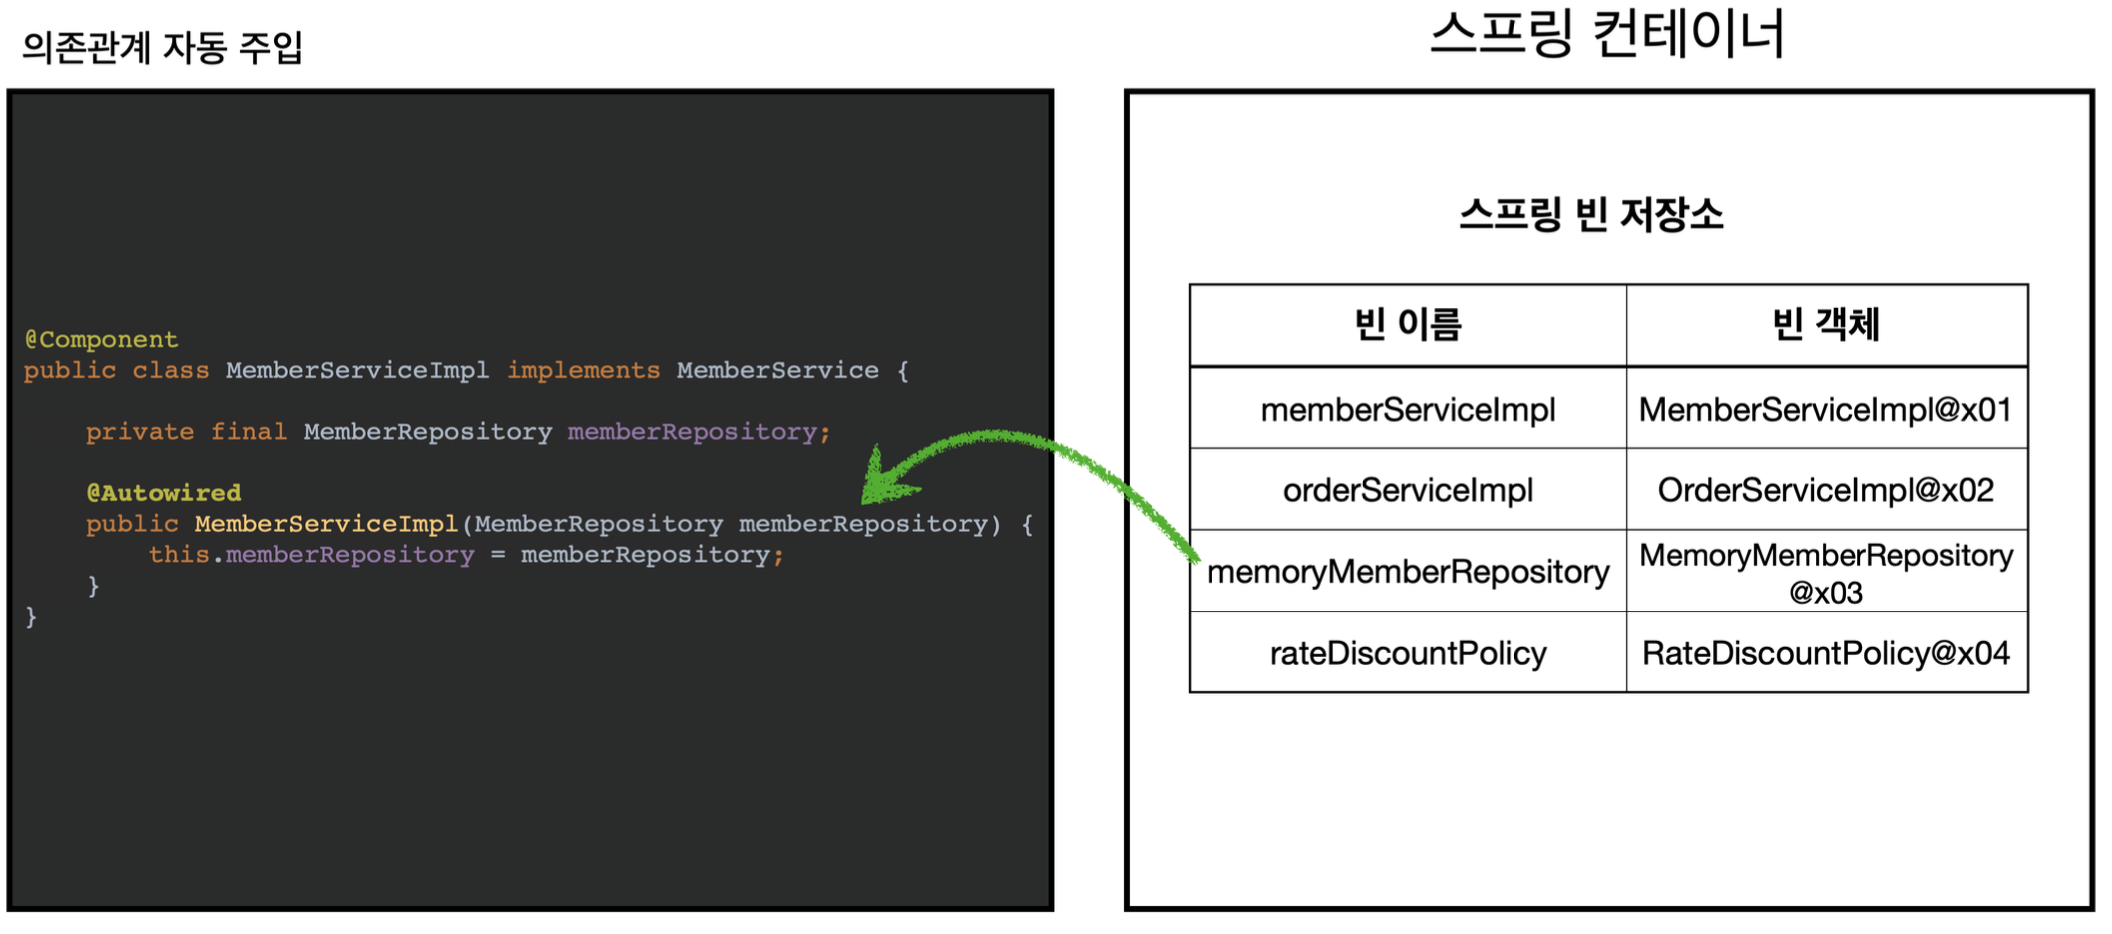 의존관계 자동 주입
@Component
public class MemberServiceImpl implements MemberService {
private final MemberRepository memberRepository;
@Autowired
public MemberServiceImpl(MemberRepository memberRepository) {
this.memberRepository = memberRepository;
}
}
스프링 컨테이너
스프링 빈 저장소
빈 이름 빈 객체
memberServiceImpl MemberServiceImpl@x01
orderServiceImpl OrderServiceImpl@x02
memoryMemberRepository MemoryMemberRepository
@x03
rateDiscountPolicy RateDiscountPolicy@x04